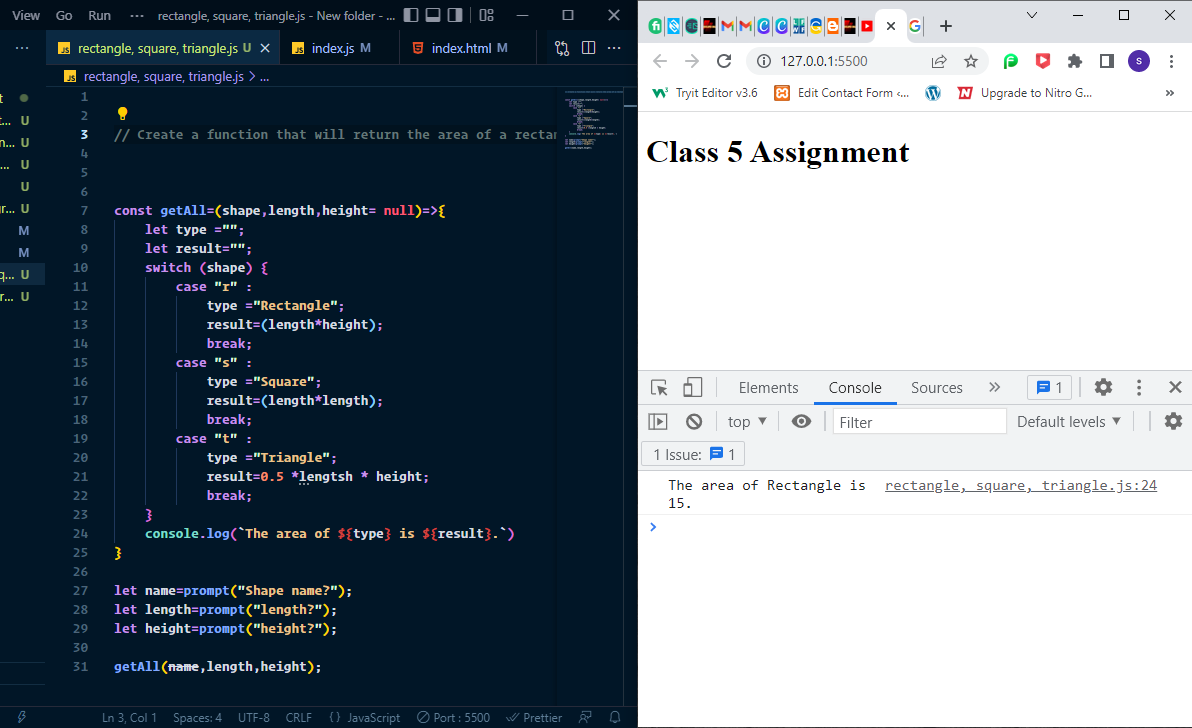 View Go Run ··· rectangle, square, triangle.js - New folder - ...
··· rectangle, square, triangle.js U index.js M index.html M ···
rectangle, square, triangle.js > ...
t
t... U
n... U
... U
U
r... U
M
M
q... U
r... U
1
2
3 // Create a function that will return the area of a rectan
4
5
6
7 const getAll=(shape,length,height= null)=>{
8 let type ="";
9 let result="";
10 switch (shape) {
11 case "r" :
12 type ="Rectangle";
13 result=(length*height);
14 break;
15 case "s" :
16 type ="Square";
17 result=(length*length);
18 break;
19 case "t" :
20 type ="Triangle";
21 result=0.5 *lengtsh * height;
22 break;
23 }
24 console.log(`The area of ${type} is ${result}.`)
25 }
26
27 let name=prompt("Shape name?");
28 let length=prompt("length?");
29 let height=prompt("height?");
30
31 getAll(name,length,height);
Ln 3, Col 1 Spaces: 4 UTF-8 CRLF {} JavaScript Port : 5500 Prettier
127.0.0.1:5500 S
Tryit Editor v3.6 Edit Contact Form ‹... Upgrade to Nitro G... »
Class 5 Assignment
Elements Console Sources » 1
top ▼ Filter Default levels ▼
1 Issue: 1
The area of Rectangle is rectangle, square, triangle.js:24
15.
>